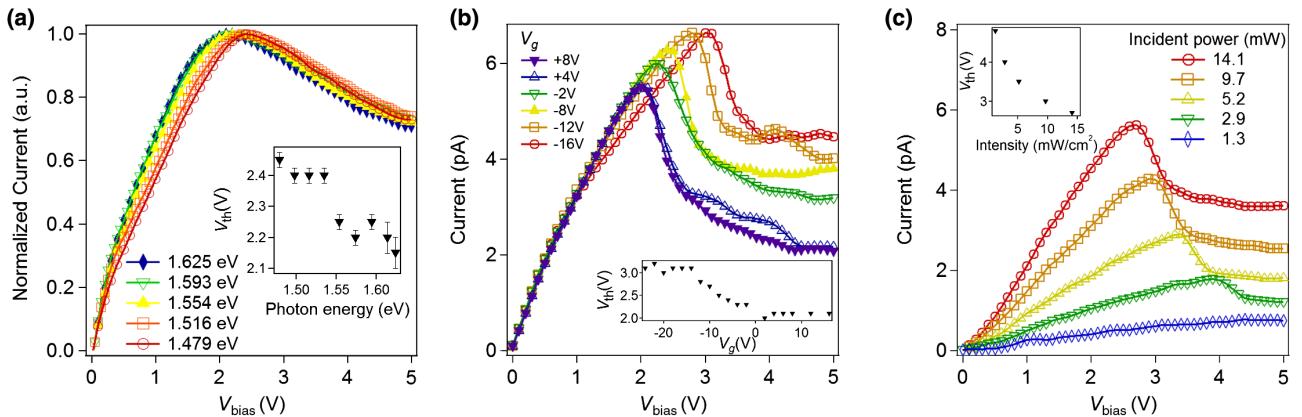 (a)
Normalized Current (a.u.)
1.0
0.8
0.6
0.4
0.2
0.0
0
1
2
3
4
5
V_bias (V)
1.625 eV
1.593 eV
1.554 eV
1.516 eV
1.479 eV
V_th (V)
2.4
2.3
2.2
2.1
1.50
1.55
1.60
Photon energy (eV)
(b)
Current (pA)
6
4
2
0
0
1
2
3
4
5
V_bias (V)
V_g
+8V
+4V
-2V
-8V
-12V
-16V
V_th (V)
3.0
2.5
2.0
-20
-10
0
10
V_g(V)
(c)
Current (pA)
8
6
4
2
0
0
1
2
3
4
5
V_bias (V)
Incident power (mW)
14.1
9.7
5.2
2.9
1.3
V_th(V)
4
3
5
10
15
Intensity (mW/cm²)